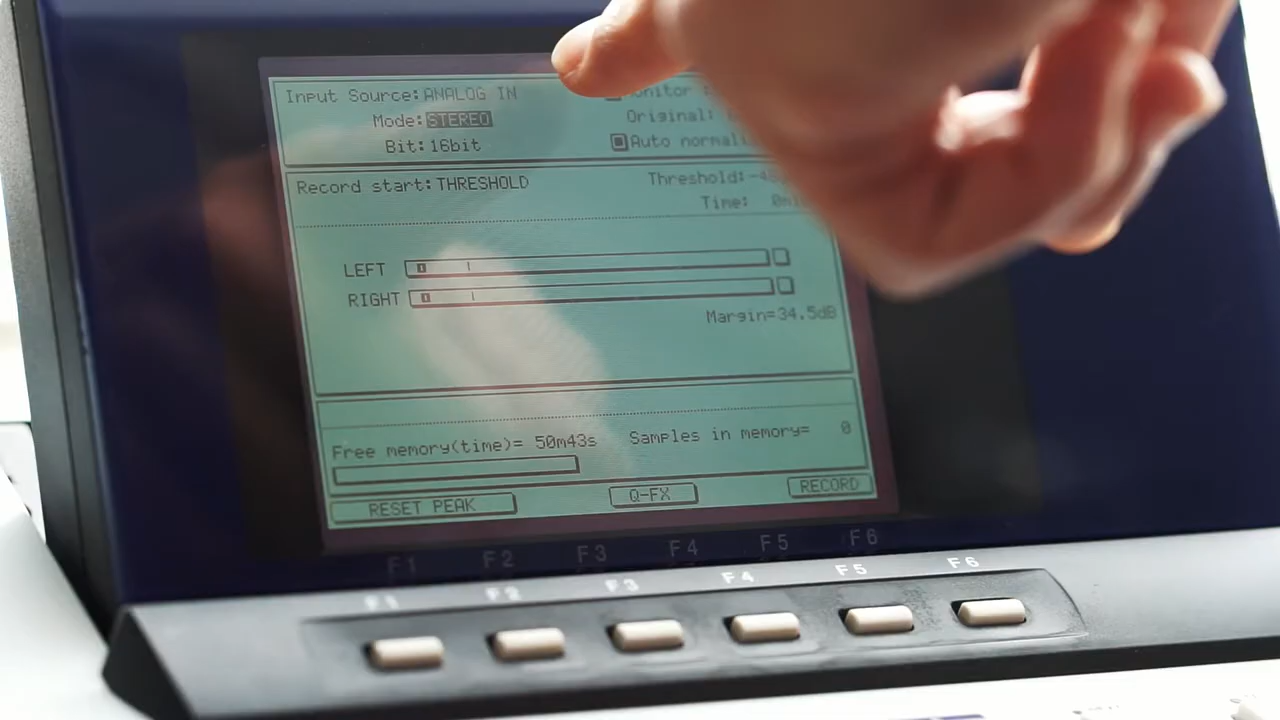 Input Source:ANALOG IN
Monitor :
Mode:STEREO
Original:
Bit:16bit
Auto
Record start:THRESHOLD
Threshold:
Time:
LEFT
RIGHT
Margin=34.5dB
Free memory(time)= 50m43s
Samples in memory= 0
RESET PEAK
Q-FX
RECORD
F1 F2 F3 F4 F5 F6
F1 F2 F3 F4 F5 F6